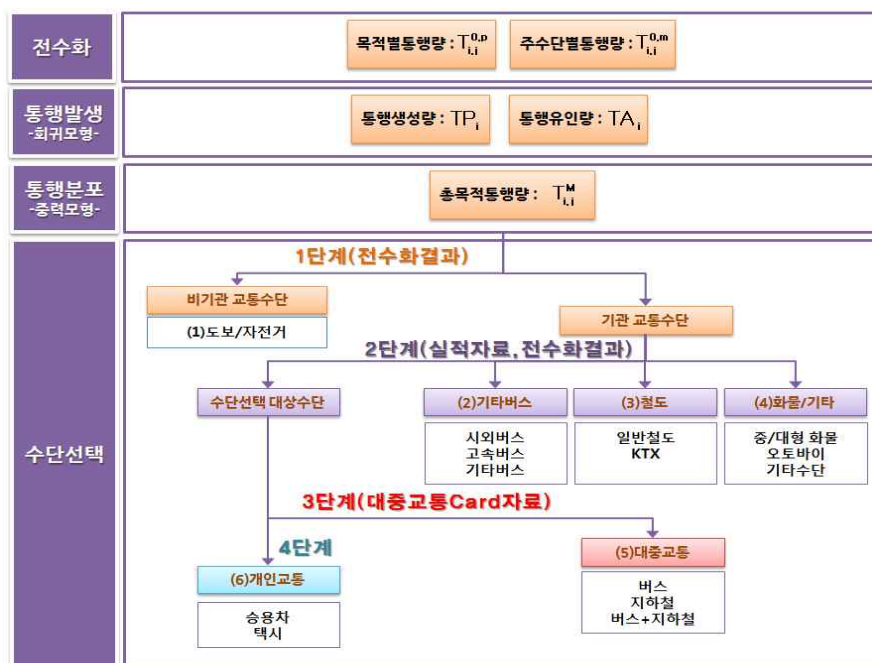 전수화
목적별통행량 : T_{i,j}^{0,p}
주수단별통행량 : T_{i,j}^{0,m}
통행발생
-회귀모형-
통행생성량 : TP_i
통행유인량 : TA_i
통행분포
-중력모형-
총목적통행량 : T_{i,j}^{M}
수단선택
1단계(전수화결과)
비기관 교통수단
(1)도보/자전거
기관 교통수단
2단계(실적자료,전수화결과)
수단선택 대상수단
(2)기타버스
시외버스
고속버스
기타버스
(3)철도
일반철도
KTX
(4)화물/기타
중/대형 화물
오토바이
기타수단
3단계(대중교통Card자료)
4단계
(6)개인교통
승용차
택시
(5)대중교통
버스
지하철
버스+지하철